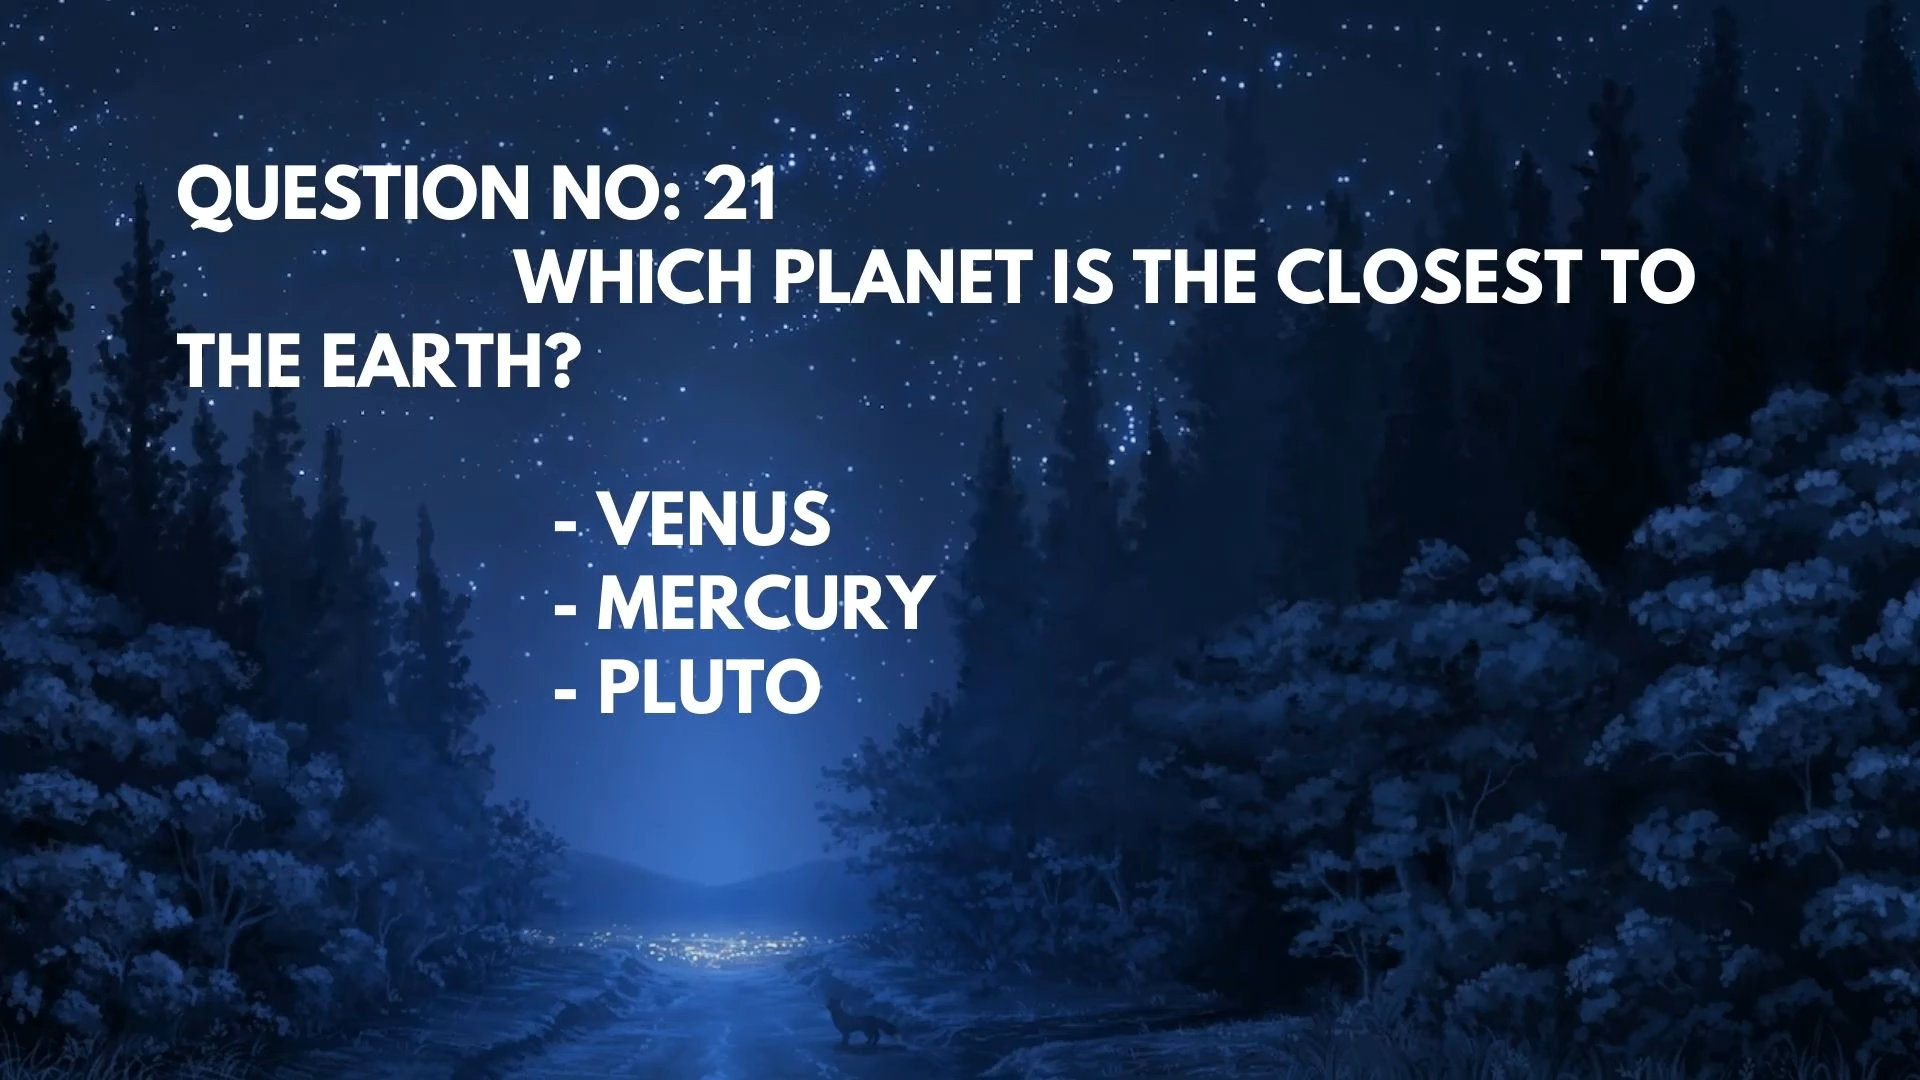 QUESTION NO: 21
WHICH PLANET IS THE CLOSEST TO
THE EARTH?
- VENUS
- MERCURY
- PLUTO